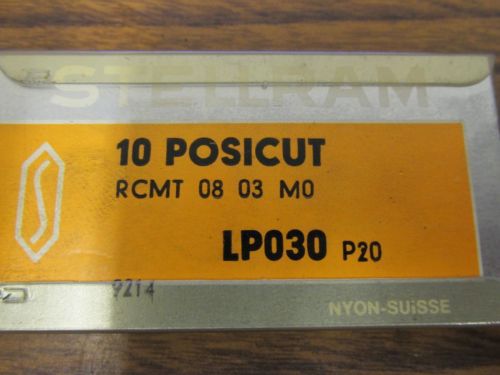 STELLRAM
10 POSICUT
RCMT 08 03 M0
LP030 P20
9214
NYON-SUiSSE